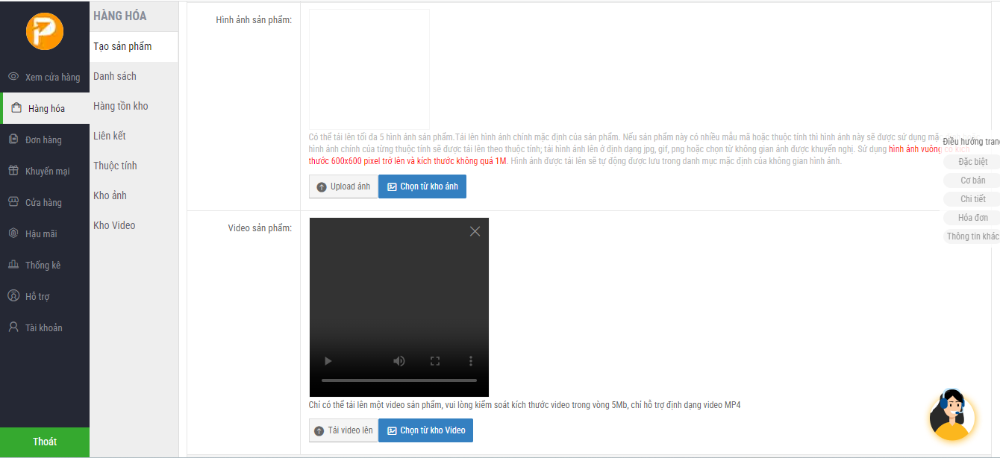 HÀNG HÓA
Tạo sản phẩm
Danh sách
Hàng tồn kho
Liên kết
Thuộc tính
Kho ảnh
Kho Video
Xem cửa hàng
Hàng hóa
Đơn hàng
Khuyến mại
Cửa hàng
Hậu mãi
Thống kê
Hỗ trợ
Tài khoản
Thoát
Hình ảnh sản phẩm:
Có thể tải lên tối đa 5 hình ảnh sản phẩm.Tải lên hình ảnh chính mặc định của sản phẩm. Nếu sản phẩm này có nhiều mẫu mã hoặc thuộc tính thì hình ảnh này sẽ được sử dụng mặc định
hình ảnh chính của từng thuộc tính sẽ được tải lên theo thuộc tính; tải hình ảnh lên ở định dạng jpg, gif, png hoặc chọn từ không gian ảnh được khuyến nghị. Sử dụng hình ảnh vuông có kích
thước 600x600 pixel trở lên và kích thước không quá 1M. Hình ảnh được tải lên sẽ tự động được lưu trong danh mục mặc định của không gian hình ảnh.
Upload ảnh
Chọn từ kho ảnh
Video sản phẩm:
Chỉ có thể tải lên một video sản phẩm, vui lòng kiểm soát kích thước video trong vòng 5Mb, chỉ hỗ trợ định dạng video MP4
Tải video lên
Chọn từ kho Video
Điều hướng trang
Đặc biệt
Cơ bản
Chi tiết
Hóa đơn
Thông tin khác